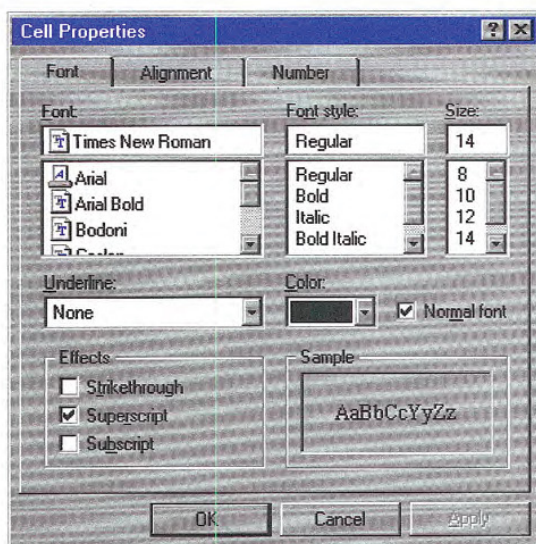 Cell Properties
Font Alignment Number
Font: Font style: Size:
Times New Roman Regular 14
Arial Regular 8
Arial Bold Bold 10
Bodoni Italic 12
Bold Italic 14
Underline: Color:
None Normal font
Effects Sample
Strikethrough
Superscript AaBbCcYyZz
Subscript
OK Cancel Apply